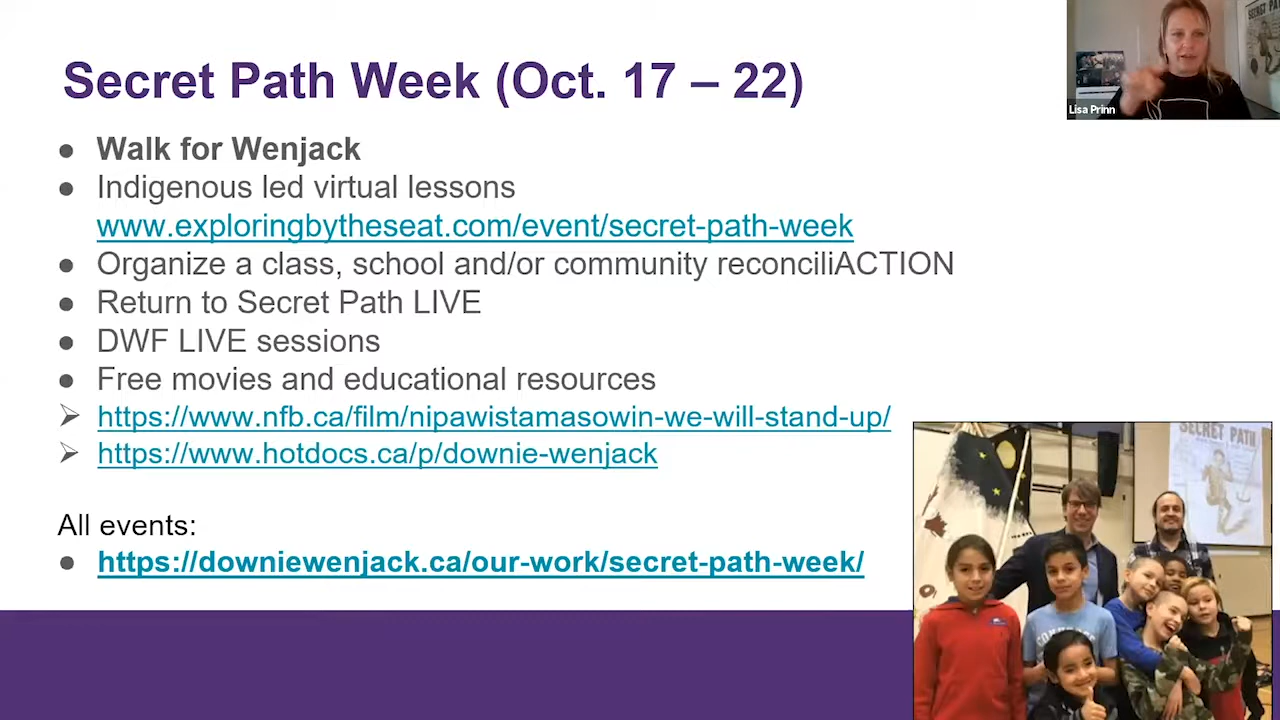 Secret Path Week (Oct. 17 – 22)
Lisa Prinn
● Walk for Wenjack
● Indigenous led virtual lessons
www.exploringbytheseat.com/event/secret-path-week
● Organize a class, school and/or community reconciliACTION
● Return to Secret Path LIVE
● DWF LIVE sessions
● Free movies and educational resources
➢ https://www.nfb.ca/film/nipawistamasowin-we-will-stand-up/
➢ https://www.hotdocs.ca/p/downie-wenjack
All events:
● https://downiewenjack.ca/our-work/secret-path-week/
SECRET PATH